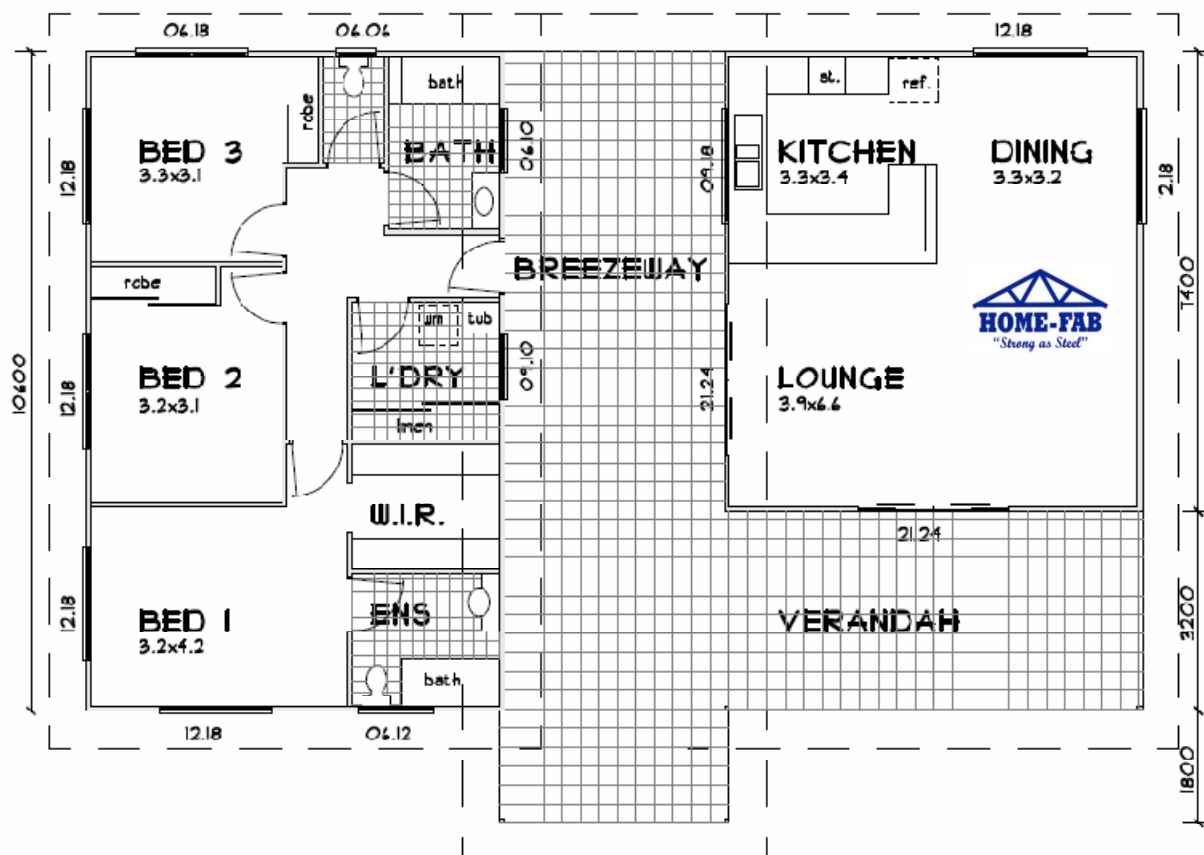 06.18
06.06
12.18
bath
st.
ref.
robe
BED 3
3.3x3.1
12.18
BATH
06.10
09.18
KITCHEN
3.3x3.4
DINING
3.3x3.2
2.18
BREEZEWAY
robe
7400
HOME-FAB
"Strong as Steel"
wm
tub
10600
BED 2
3.2x3.1
12.18
L'DRY
09.10
21.24
LOUNGE
3.9x6.6
linen
W.I.R.
21.24
12.18
BED 1
3.2x4.2
ENS
VERANDAH
3200
bath
12.18
06.12
1800